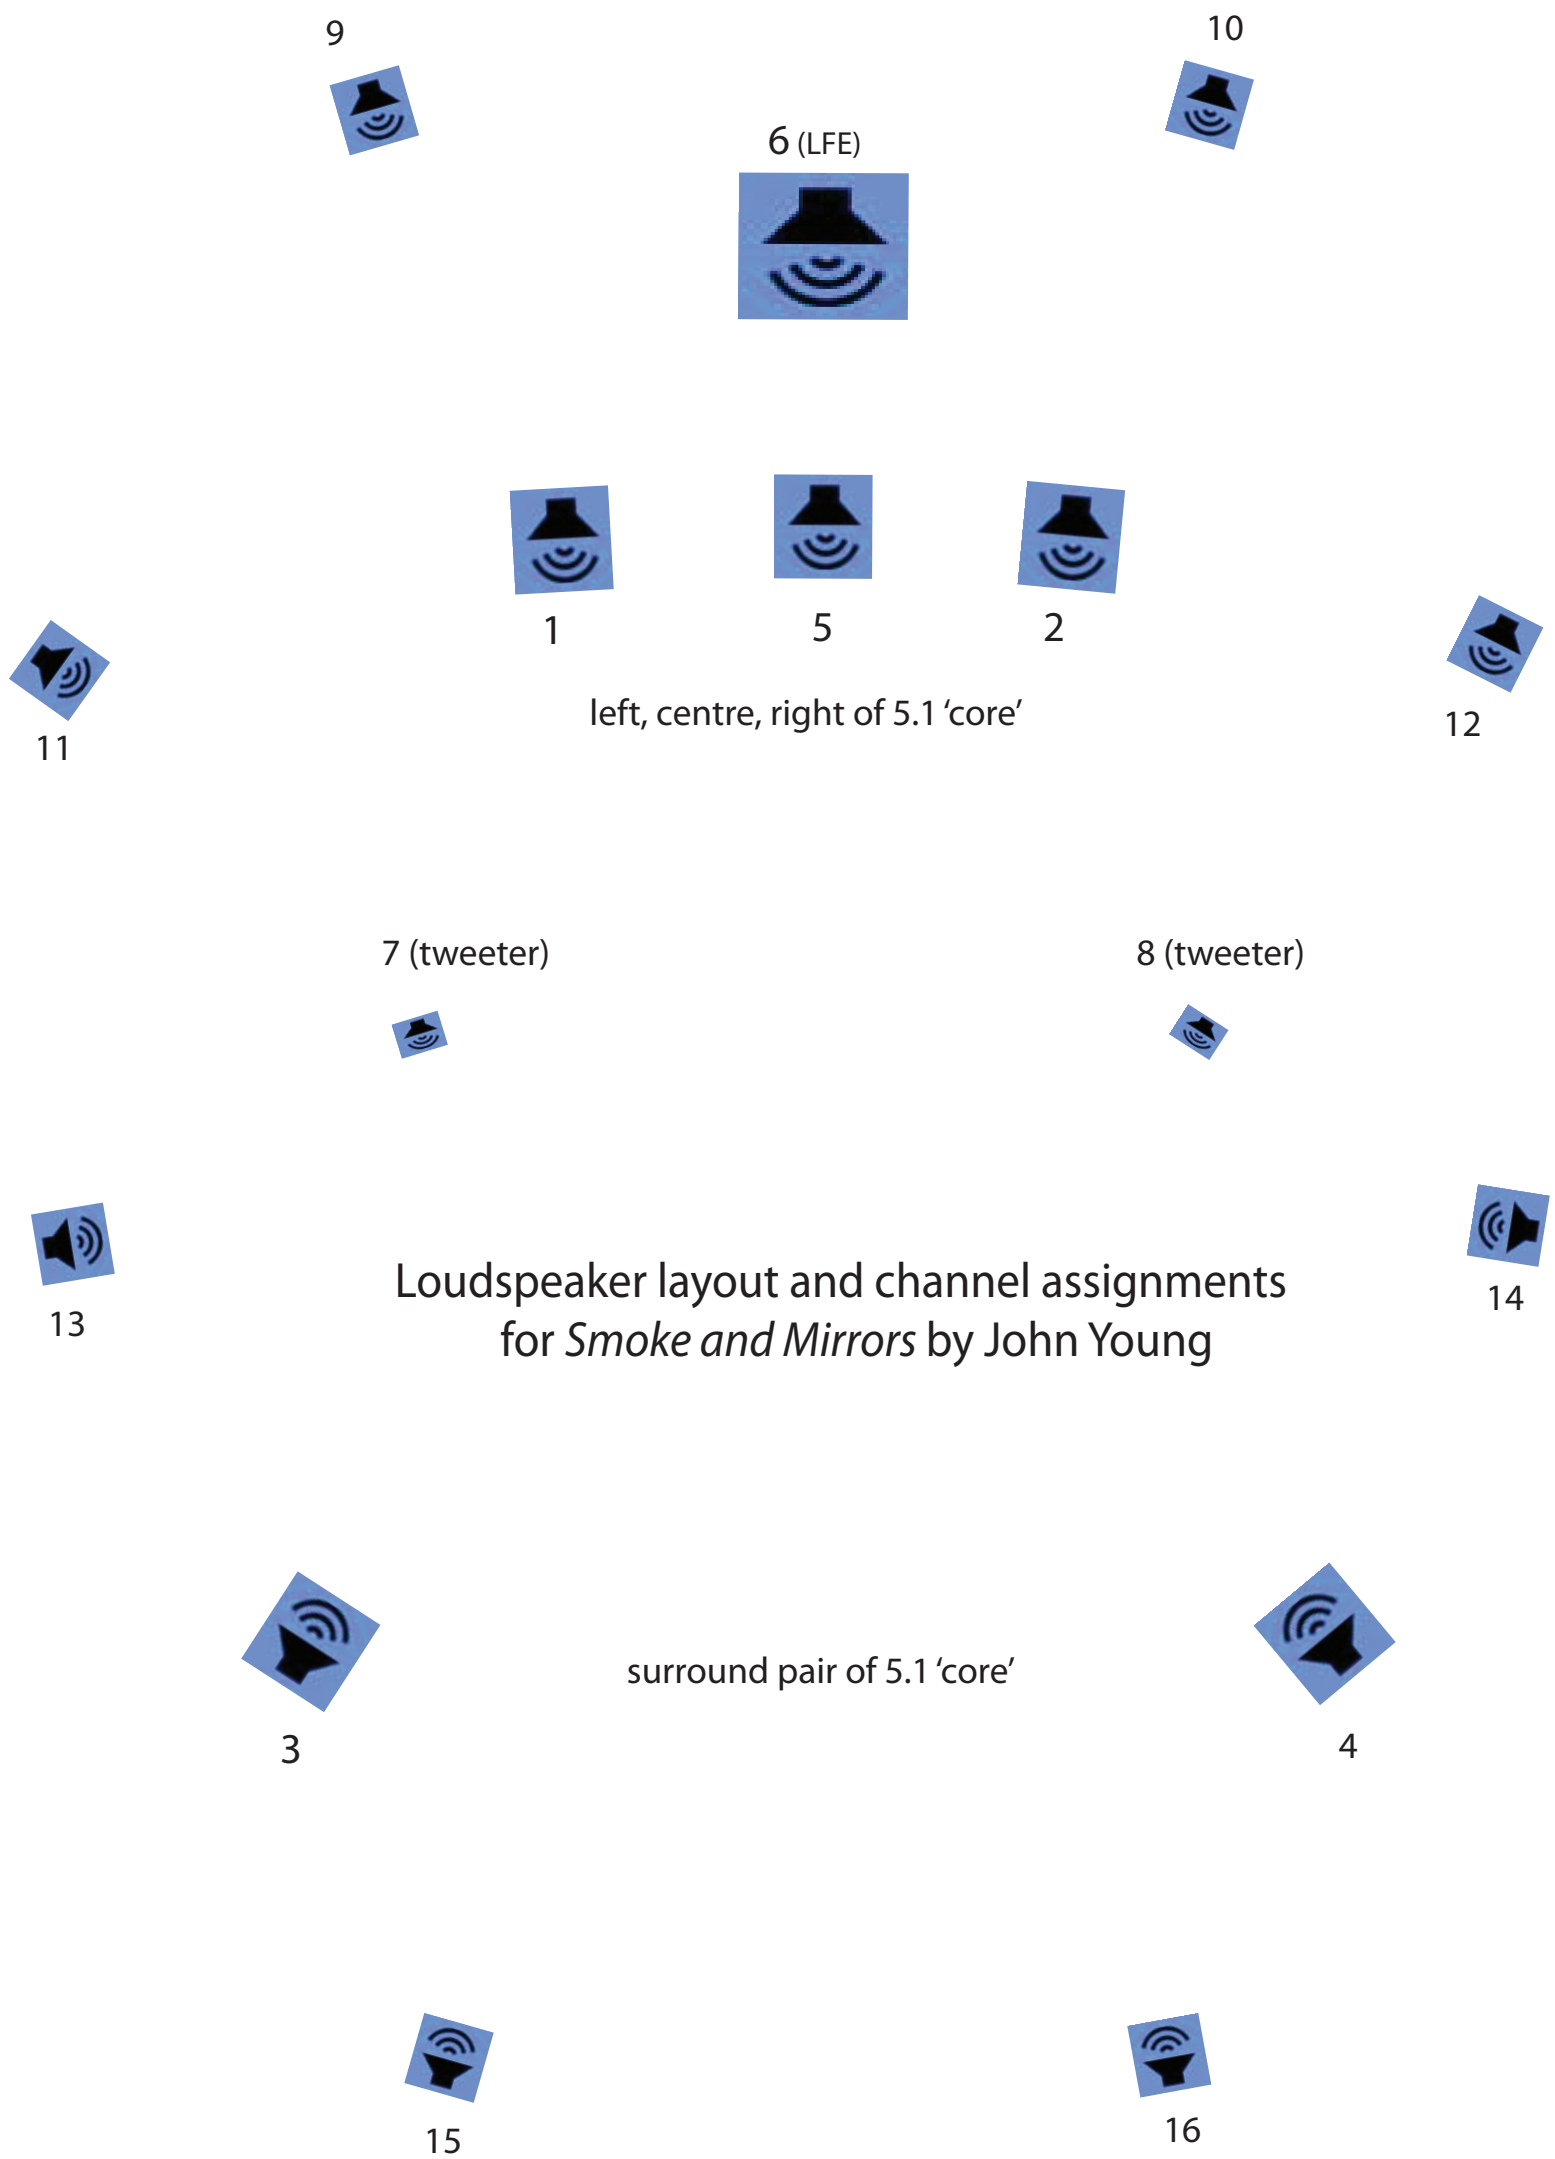 9
10
6 (LFE)
1
5
2
left, centre, right of 5.1 ‘core’
11
12
7 (tweeter)
8 (tweeter)
13
14
Loudspeaker layout and channel assignments
for Smoke and Mirrors by John Young
surround pair of 5.1 ‘core’
3
4
15
16